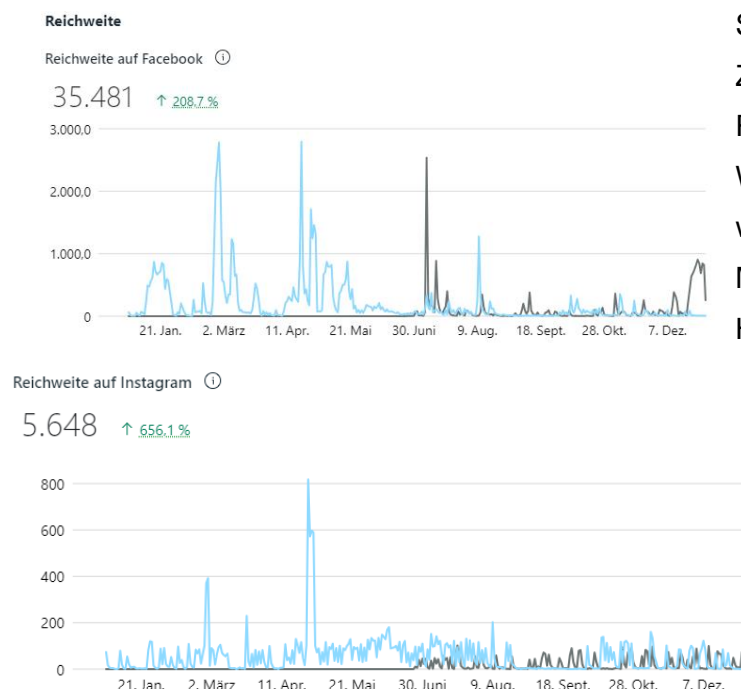 Reichweite
Reichweite auf Facebook
35.481 ↑ 208,7 %
3.000,0
2.000,0
1.000,0
0
21. Jan. 2. März 11. Apr. 21. Mai 30. Juni 9. Aug. 18. Sept. 28. Okt. 7. Dez.
Reichweite auf Instagram
5.648 ↑ 656,1 %
800
600
400
200
0
21. Jan. 2. März 11. Apr. 21. Mai 30. Juni 9. Aug. 18. Sept. 28. Okt. 7. Dez.